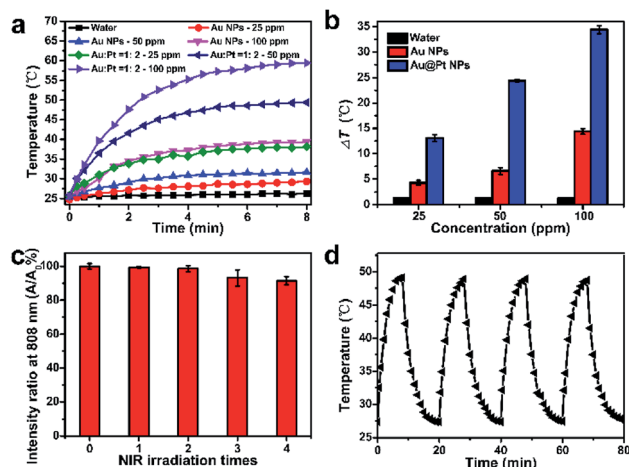 a
Water
Au NPs - 25 ppm
Au NPs - 50 ppm
Au NPs - 100 ppm
Au:Pt =1: 2 - 25 ppm
Au:Pt =1: 2 - 50 ppm
Au:Pt =1: 2 - 100 ppm
Temperature (℃)
70
65
60
55
50
45
40
35
30
25
0
2
4
6
8
Time (min)
b
Water
Au NPs
Au@Pt NPs
ΔT (℃)
40
35
30
25
20
15
10
5
0
25
50
100
Concentration (ppm)
c
Intensity ratio at 808 nm (A/A0%)
100
80
60
40
20
0
0
1
2
3
4
NIR irradiation times
d
Temperature (℃)
50
45
40
35
30
25
0
20
40
60
80
Time (min)